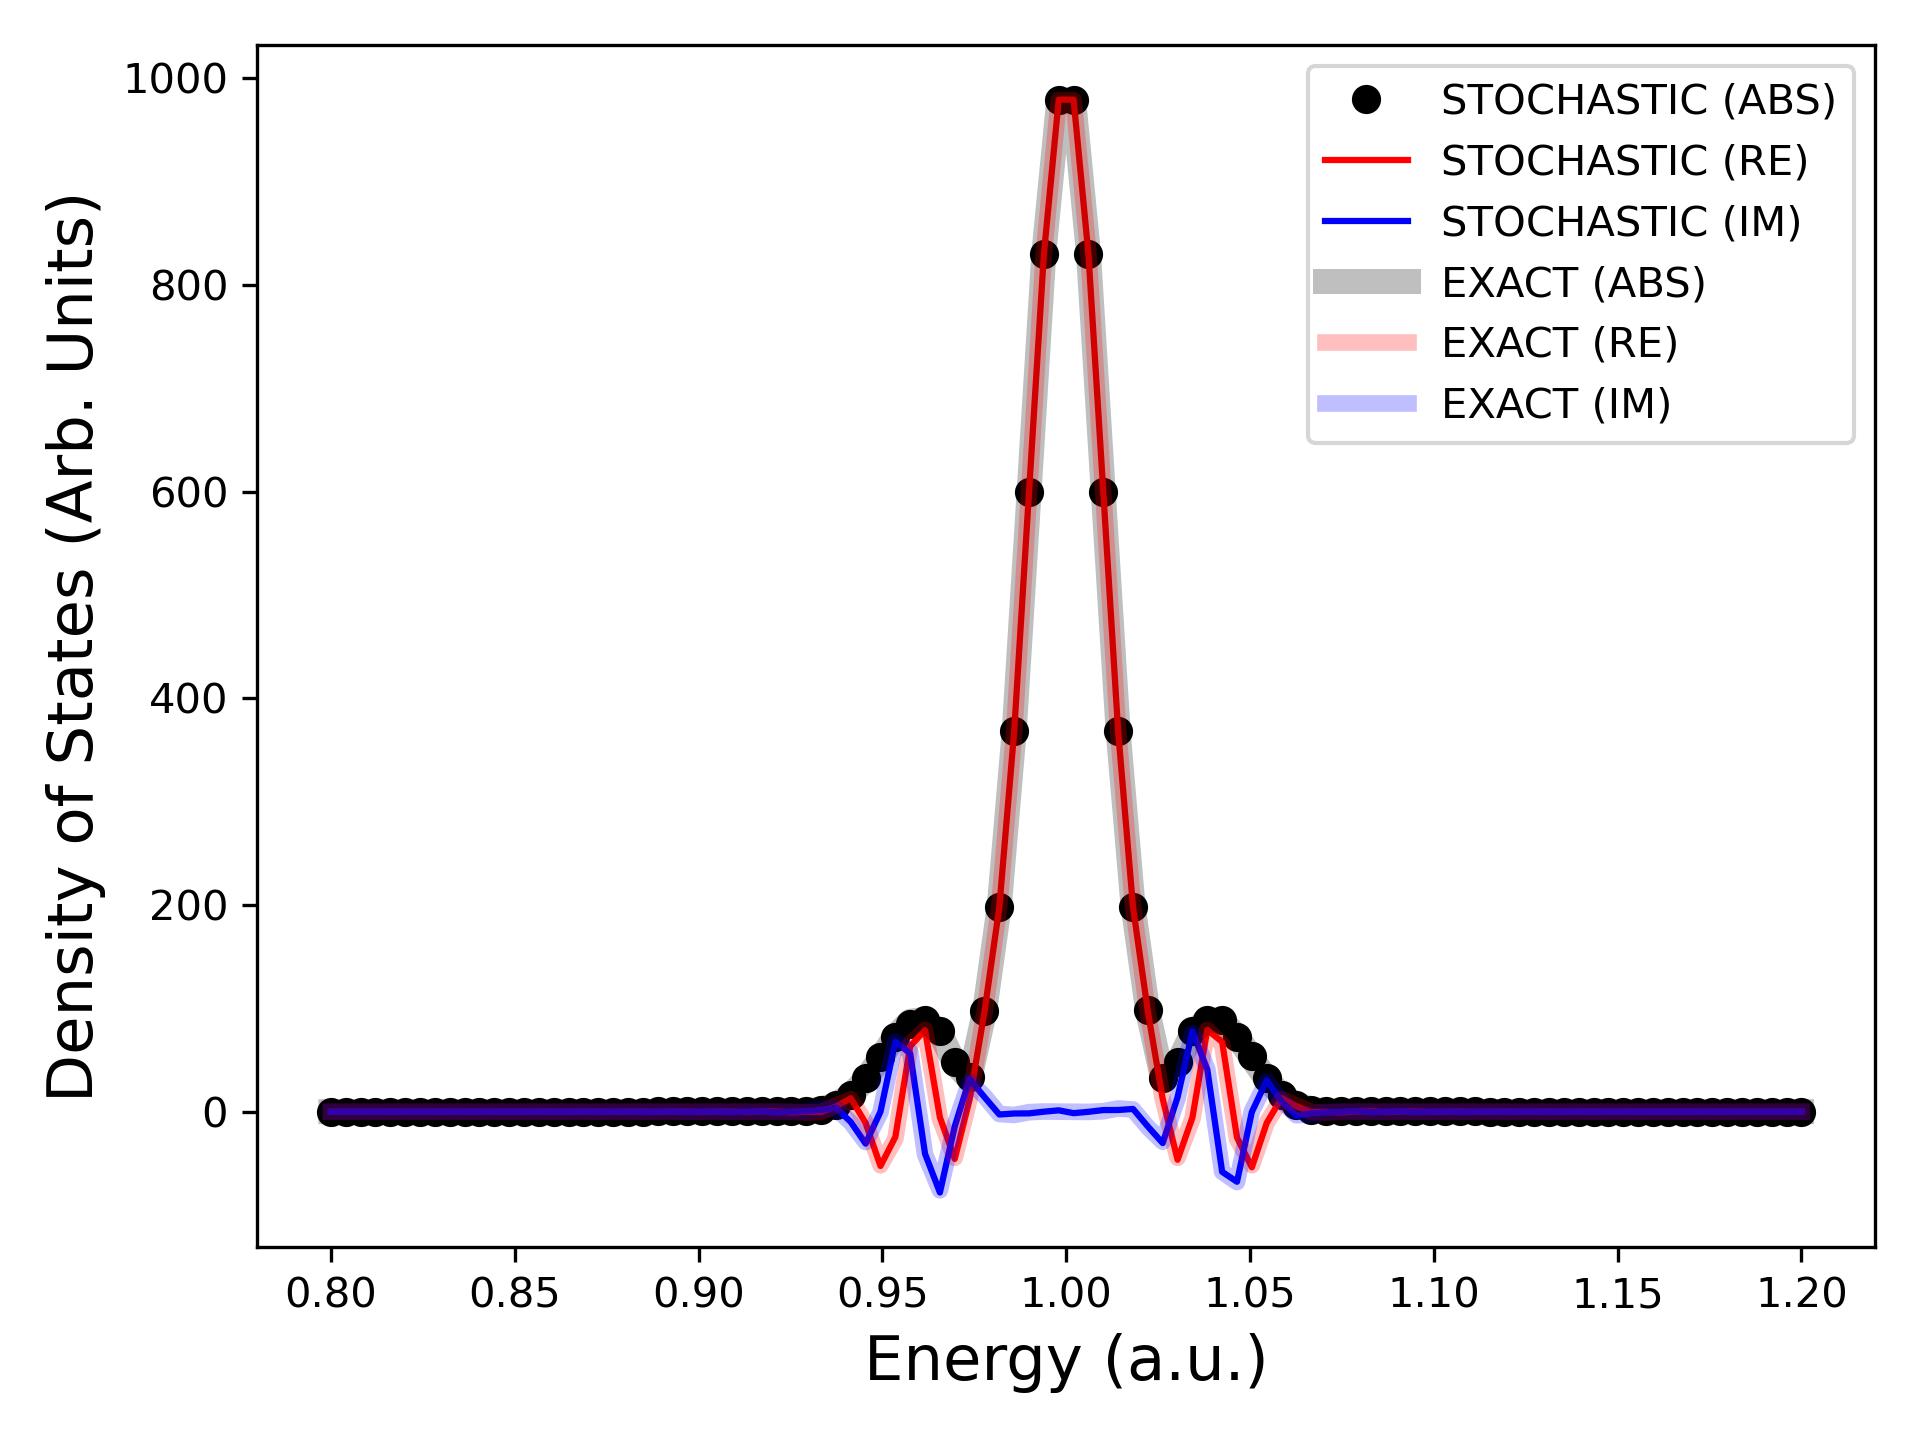 1000
800
600
400
200
0
Density of States (Arb. Units)
STOCHASTIC (ABS)
STOCHASTIC (RE)
STOCHASTIC (IM)
EXACT (ABS)
EXACT (RE)
EXACT (IM)
0.80 0.85 0.90 0.95 1.00 1.05 1.10 1.15 1.20
Energy (a.u.)